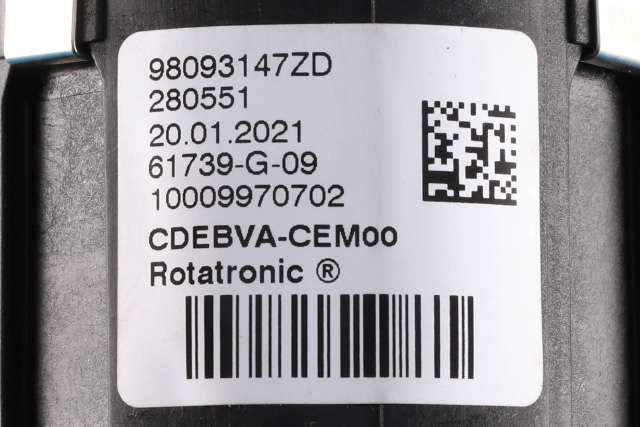 98093147ZD
280551
20.01.2021
61739-G-09
10009970702
CDEBVA-CEM00
Rotatronic ®